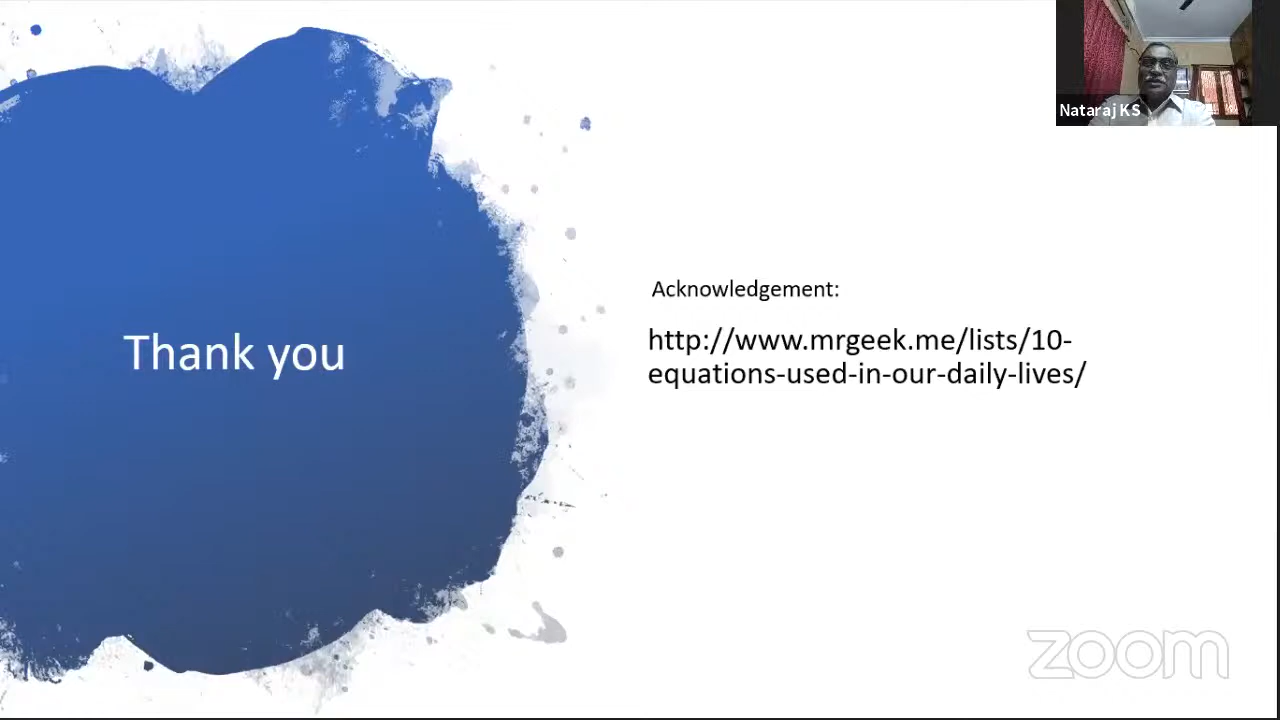 Nataraj KS
Acknowledgement:
http://www.mrgeek.me/lists/10-
equations-used-in-our-daily-lives/
Thank you
zoom